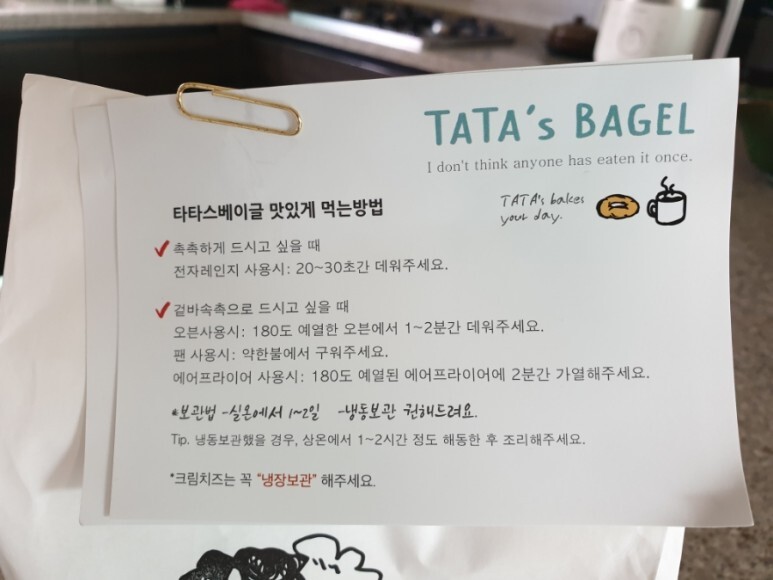 TATA's BAGEL
I don't think anyone has eaten it once.
TATA's bakes
your day.
타타스베이글 맛있게 먹는방법
촉촉하게 드시고 싶을 때
전자레인지 사용시: 20~30초간 데워주세요.
겉바속촉으로 드시고 싶을 때
오븐사용시: 180도 예열한 오븐에서 1~2분간 데워주세요.
팬 사용시: 약한불에서 구워주세요.
에어프라이어 사용시: 180도 예열된 에어프라이어에 2분간 가열해주세요.
*보관법 -실온에서 1~2일 -냉동보관 권해드려요.
Tip. 냉동보관했을 경우, 상온에서 1~2시간 정도 해동한 후 조리해주세요.
*크림치즈는 꼭 "냉장보관" 해주세요.